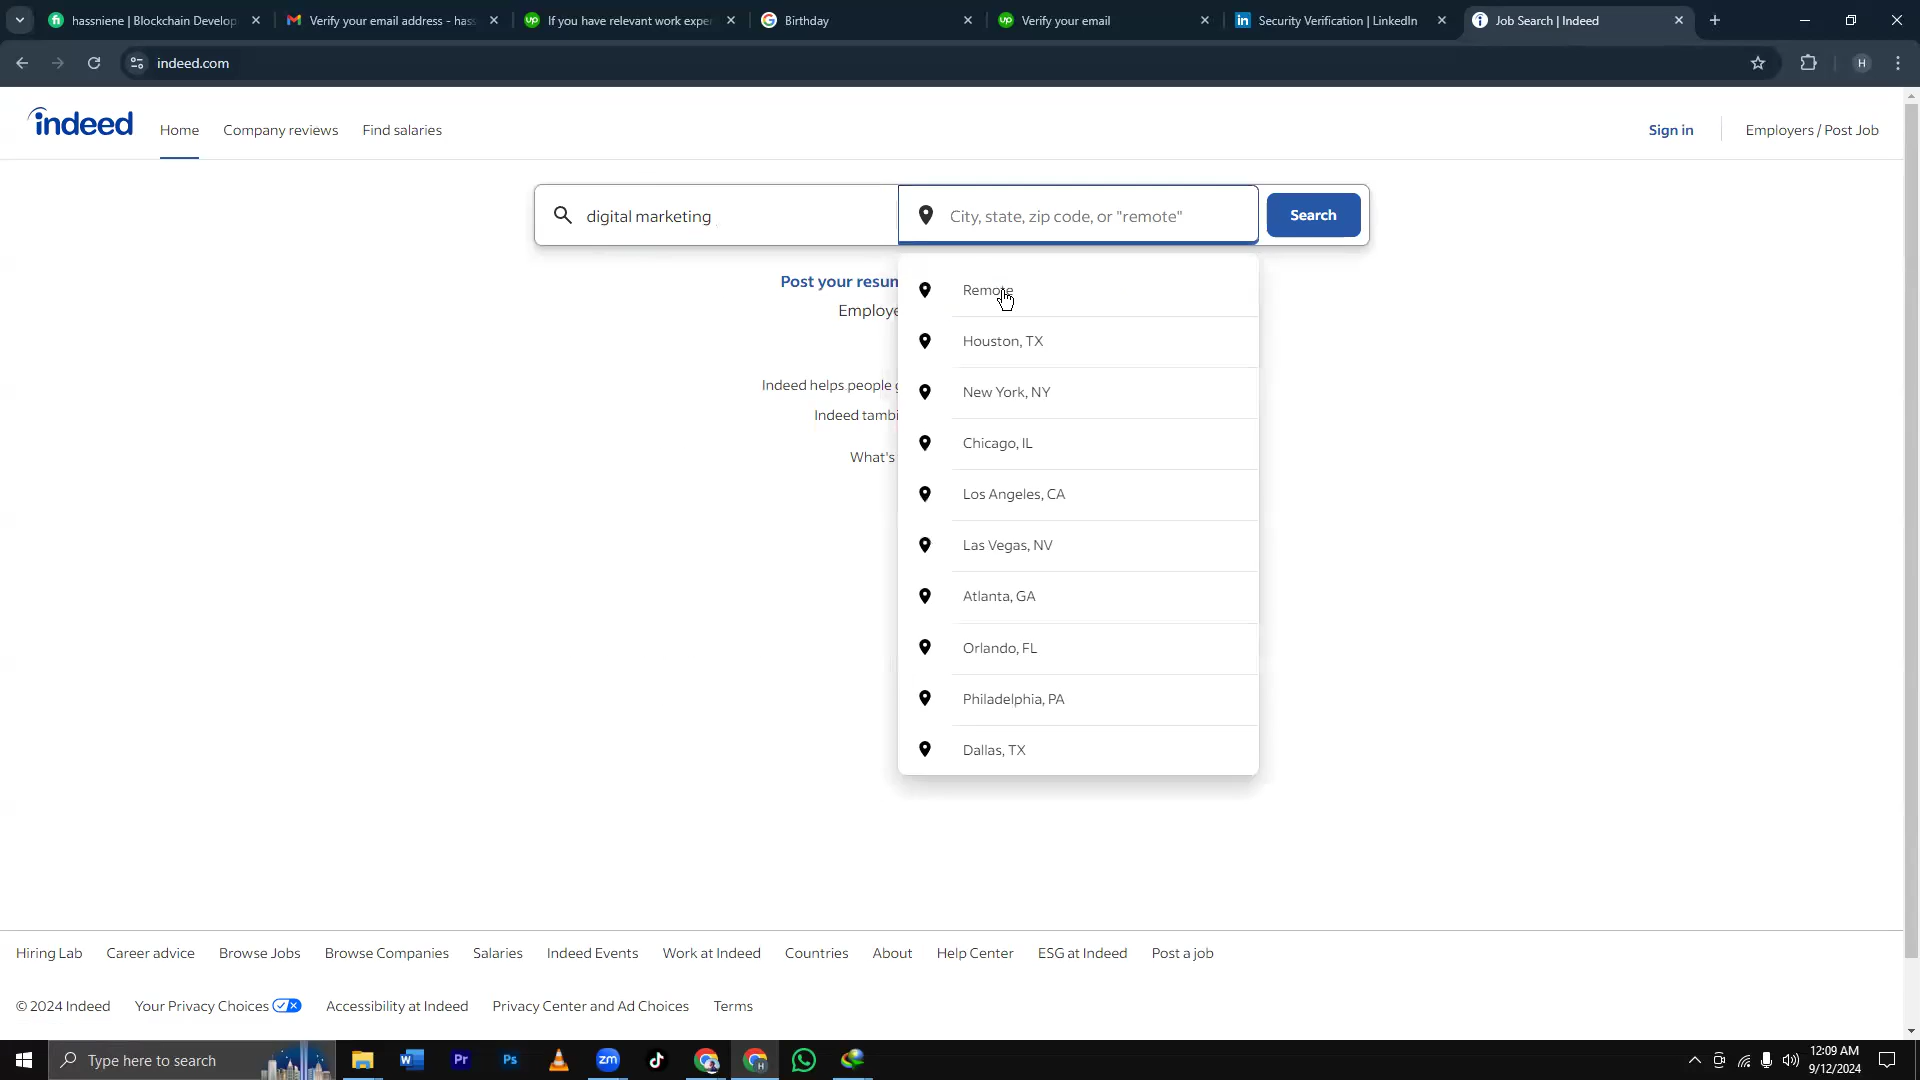 hassniene | Blockchain Develop
Verify your email address - hass
If you have relevant work exper
Birthday
Verify your email
Security Verification | LinkedIn
Job Search | Indeed
indeed.com
H
indeed
Home
Company reviews
Find salaries
Sign in
Employers / Post Job
digital marketing
City, state, zip code, or "remote"
Search
Post your resun
Employe
Indeed helps people g
Indeed tambi
What's
Remote
Houston, TX
New York, NY
Chicago, IL
Los Angeles, CA
Las Vegas, NV
Atlanta, GA
Orlando, FL
Philadelphia, PA
Dallas, TX
Hiring Lab
Career advice
Browse Jobs
Browse Companies
Salaries
Indeed Events
Work at Indeed
Countries
About
Help Center
ESG at Indeed
Post a job
© 2024 Indeed
Your Privacy Choices
Accessibility at Indeed
Privacy Center and Ad Choices
Terms
Type here to search
12:09 AM
9/12/2024